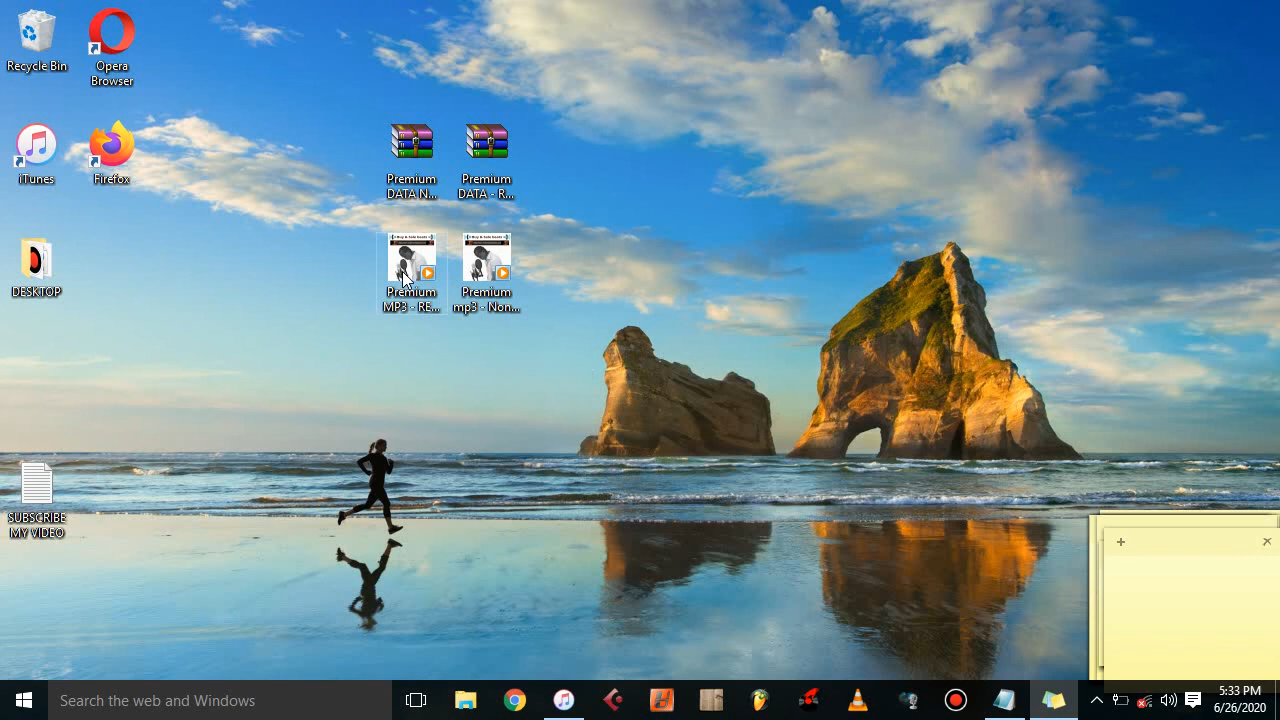 Recycle Bin
Opera
Browser
iTunes
Firefox
Premium
DATA N...
Premium
DATA - R...
DESKTOP
Premium
MP3 - RE...
Premium
mp3 - Non...
SUBSCRIBE
MY VIDEO
Search the web and Windows
5:33 PM
6/26/2020